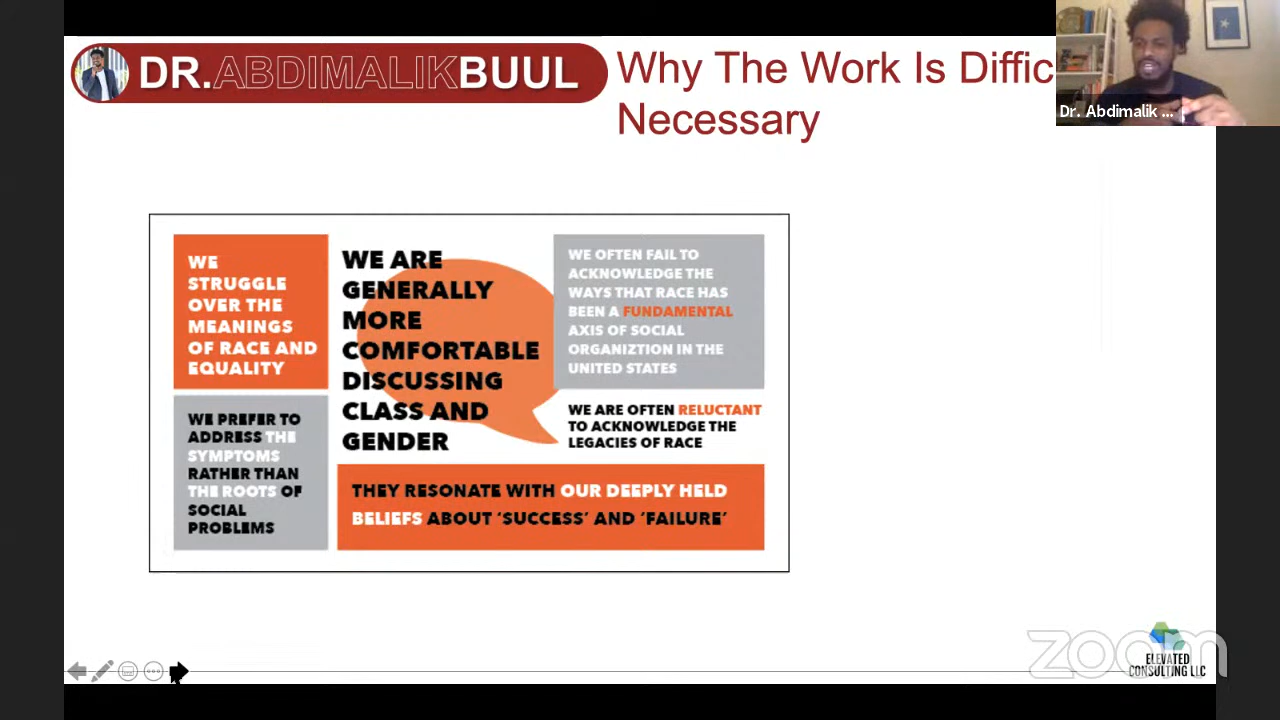 DR.ABDIMALIKBUUL
Why The Work Is Diffic
Necessary
Dr. Abdimalik ...
WE
STRUGGLE
OVER THE
MEANINGS
OF RACE AND
EQUALITY
WE ARE
GENERALLY
MORE
COMFORTABLE
DISCUSSING
CLASS AND
GENDER
WE OFTEN FAIL TO
ACKNOWLEDGE THE
WAYS THAT RACE HAS
BEEN A FUNDAMENTAL
AXIS OF SOCIAL
ORGANIZTION IN THE
UNITED STATES
WE PREFER TO
ADDRESS THE
SYMPTOMS
RATHER THAN
THE ROOTS OF
SOCIAL
PROBLEMS
WE ARE OFTEN RELUCTANT
TO ACKNOWLEDGE THE
LEGACIES OF RACE
THEY RESONATE WITH OUR DEEPLY HELD
BELIEFS ABOUT ‘SUCCESS’ AND ‘FAILURE’
zoom
ELEVATED
CONSULTING LLC